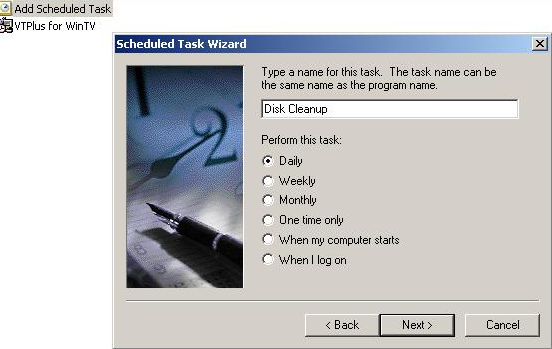 Add Scheduled Task
VTPlus for WinTV
Scheduled Task Wizard
Type a name for this task. The task name can be
the same name as the program name.
Disk Cleanup
Perform this task:
Daily
Weekly
Monthly
One time only
When my computer starts
When I log on
< Back
Next >
Cancel
2